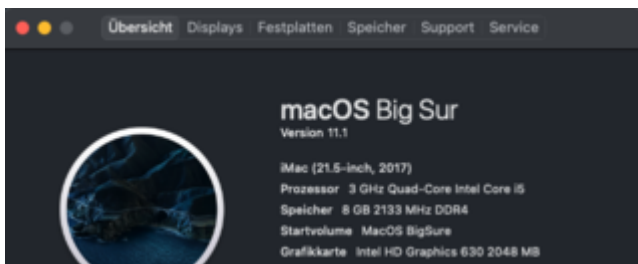 Übersicht Displays Festplatten Speicher Support Service
macOS Big Sur
Version 11.1
iMac (21.5-inch, 2017)
Prozessor 3 GHz Quad-Core Intel Core i5
Speicher 8 GB 2133 MHz DDR4
Startvolume MacOS BigSure
Grafikkarte Intel HD Graphics 630 2048 MB